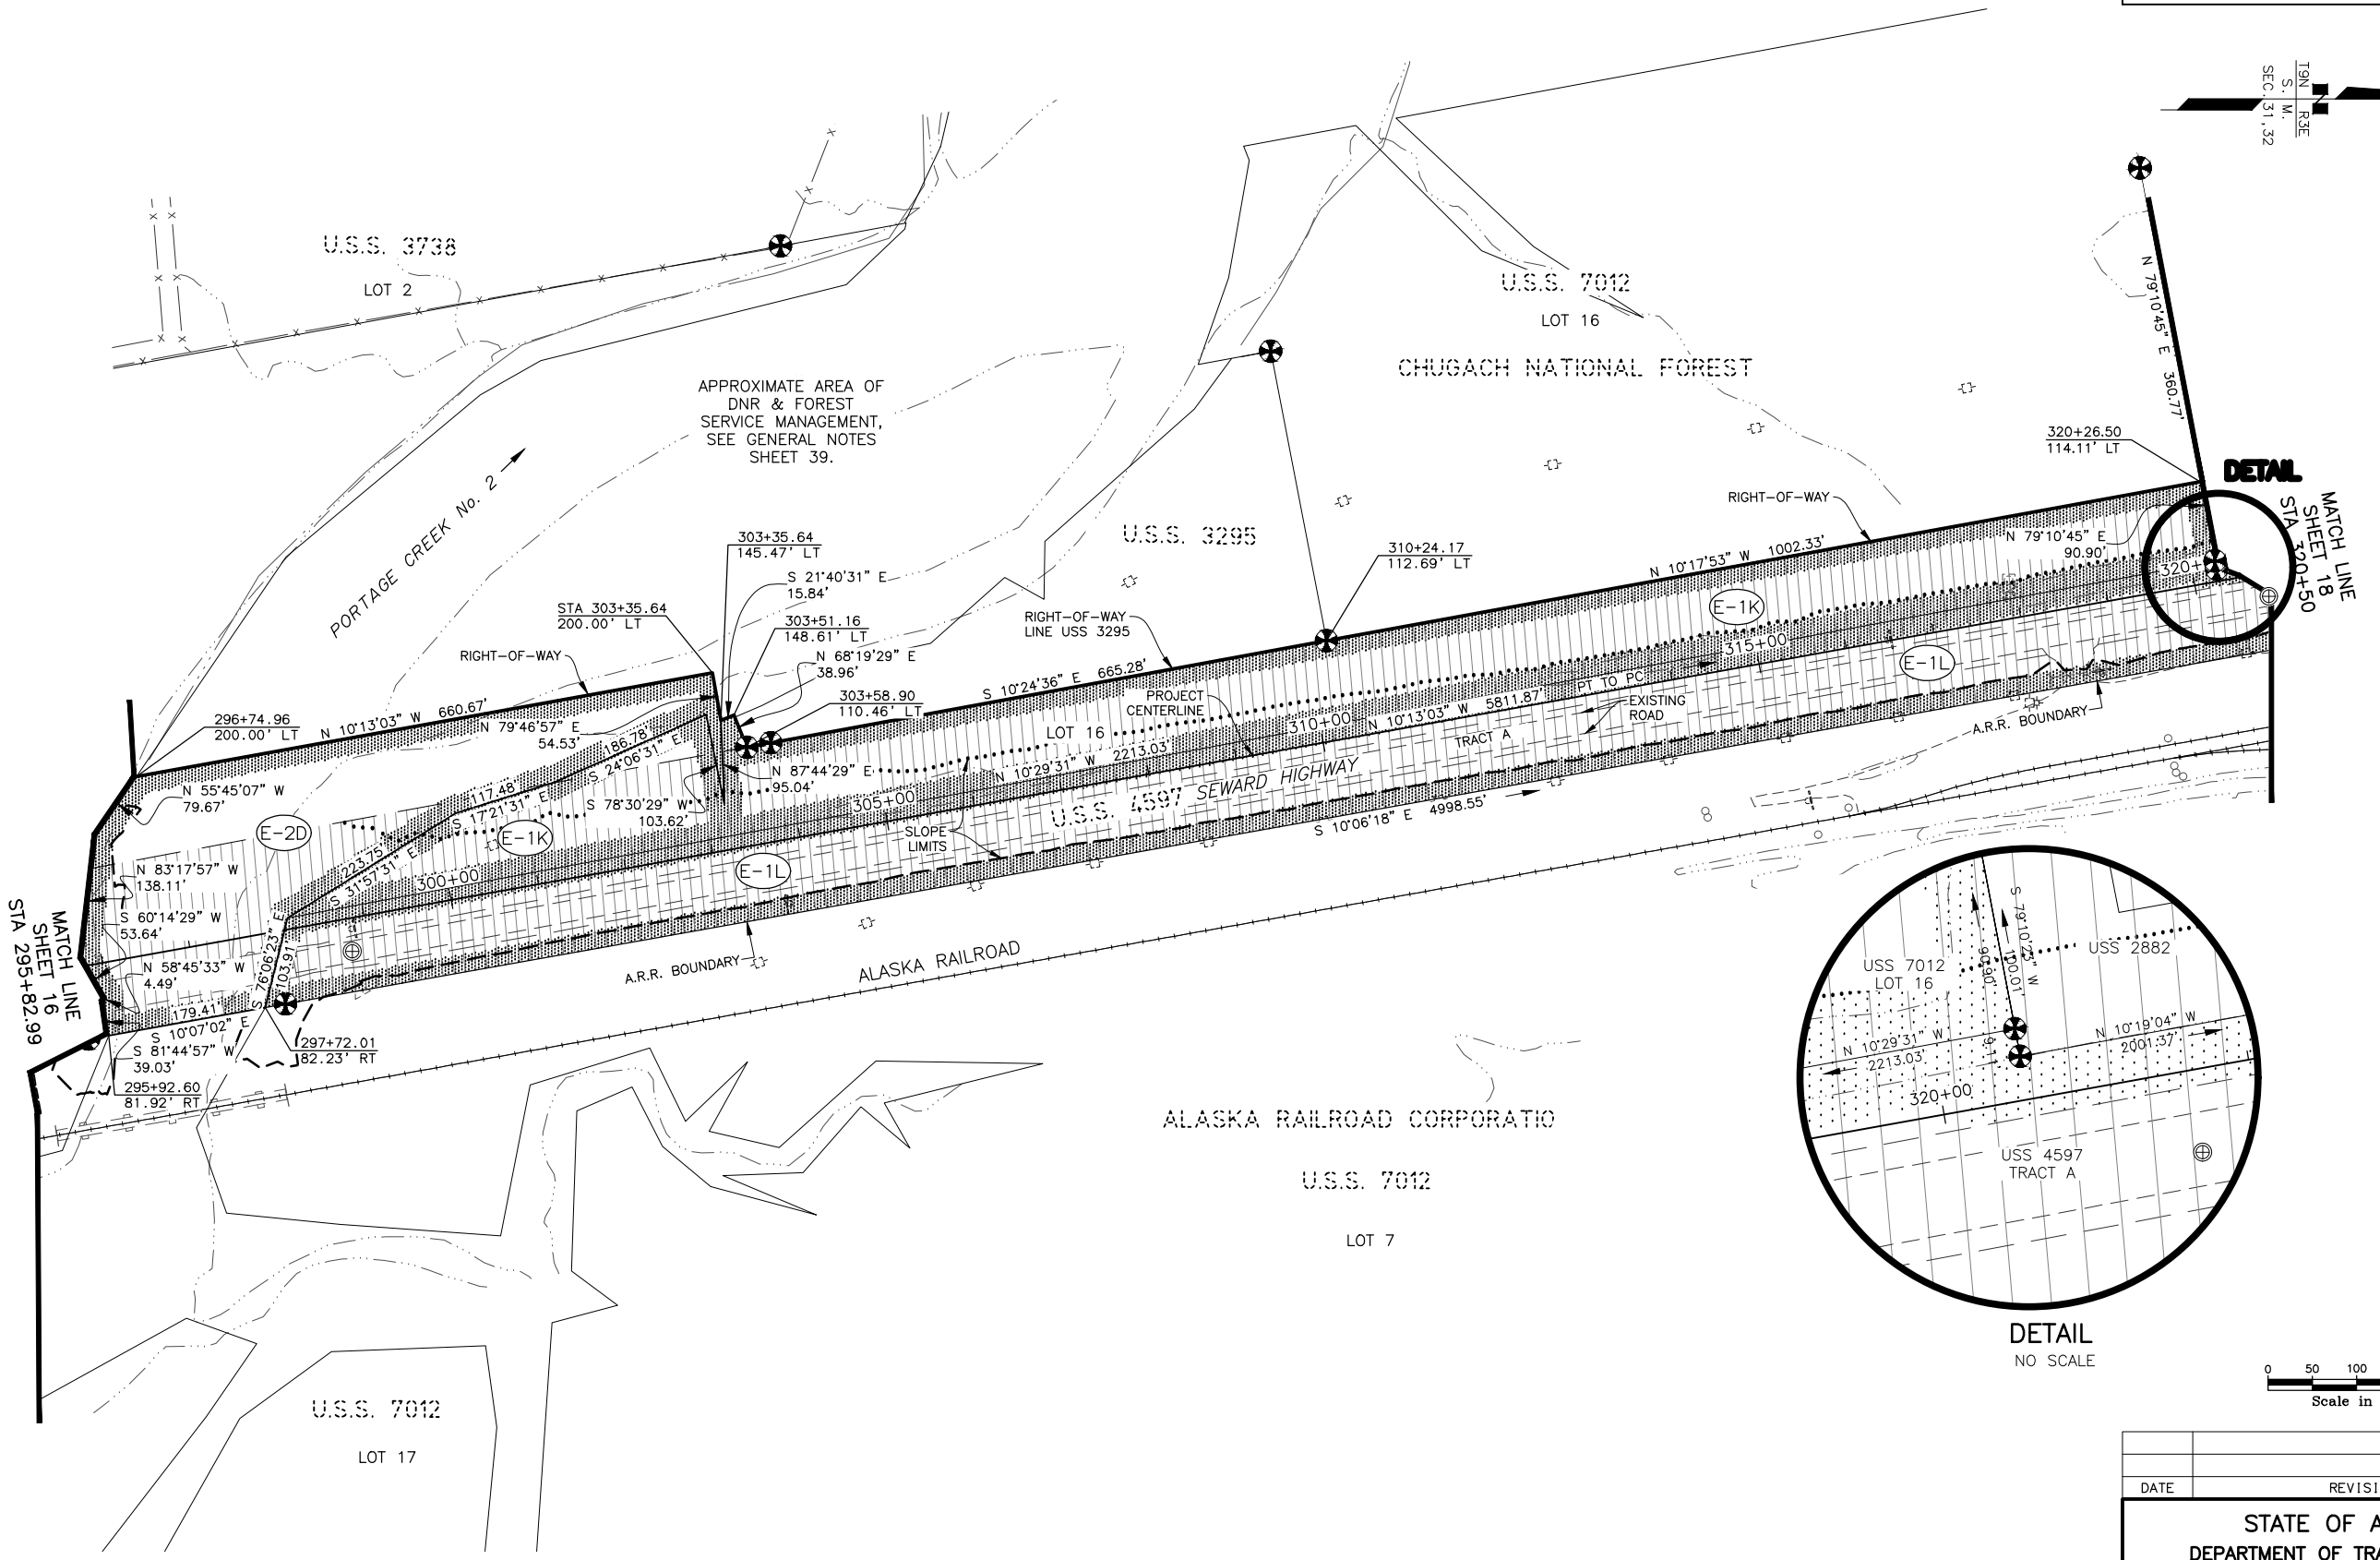 T9N R3E
S. M.
SEC. 31,32
U.S.S. 3738
LOT 2
U.S.S. 7012
LOT 16
CHUGACH NATIONAL FOREST
APPROXIMATE AREA OF
DNR & FOREST
SERVICE MANAGEMENT,
SEE GENERAL NOTES
SHEET 39.
PORTAGE CREEK No. 2
N 79°10'45" E 360.77'
320+26.50
114.11' LT
DETAIL
MATCH LINE
SHEET 18
STA 320+50
RIGHT-OF-WAY
N 79°10'45" E
90.90'
U.S.S. 3295
303+35.64
145.47' LT
310+24.17
112.69' LT
N 10°17'53" W 1002.33'
S 21°40'31" E
15.84'
STA 303+35.64
200.00' LT
303+51.16
148.61' LT
RIGHT-OF-WAY
LINE USS 3295
E-1K
320+
N 68°19'29" E
38.96'
RIGHT-OF-WAY
303+58.90
110.46' LT
S 10°24'36" E 665.28'
PROJECT
CENTERLINE
315+00
E-1L
PT TO PC
EXISTING
ROAD
296+74.96
200.00' LT
N 10°13'03" W 660.67'
N 79°46'57" E
54.53'
186.78'
S 24°06'31" E
LOT 16
310+00
N 10°13'03" W 5811.87'
TRACT A
A.R.R. BOUNDARY
N 87°44'29" E
95.04'
N 10°29'31" W 2213.03'
N 55°45'07" W
79.67'
117.48'
S 17°21'31" E
S 78°30'29" W
103.62'
305+00
U.S.S. 4597 SEWARD HIGHWAY
S 10°06'18" E 4998.55'
E-2D
E-1K
SLOPE
LIMITS
223.75'
S 31°57'31" E
300+00
E-1L
N 83°17'57" W
138.11'
S 60°14'29" W
53.64'
N 58°45'33" W
4.49'
S 76°06'23" E
103.91
MATCH LINE
SHEET 16
STA 295+82.99
A.R.R. BOUNDARY
ALASKA RAILROAD
179.41'
S 10°07'02" E
S 81°44'57" W
39.03'
297+72.01
82.23' RT
295+92.60
81.92' RT
ALASKA RAILROAD CORPORATIO
U.S.S. 7012
LOT 7
U.S.S. 7012
LOT 17
S 79°10'23" W
100.01'
90.90'
USS 2882
USS 7012
LOT 16
N 10°29'31" W
2213.03'
9.11'
N 10°19'04" W
2001.37'
320+00
USS 4597
TRACT A
DETAIL
NO SCALE
0 50 100
Scale in
DATE REVISI
STATE OF A
DEPARTMENT OF TRA